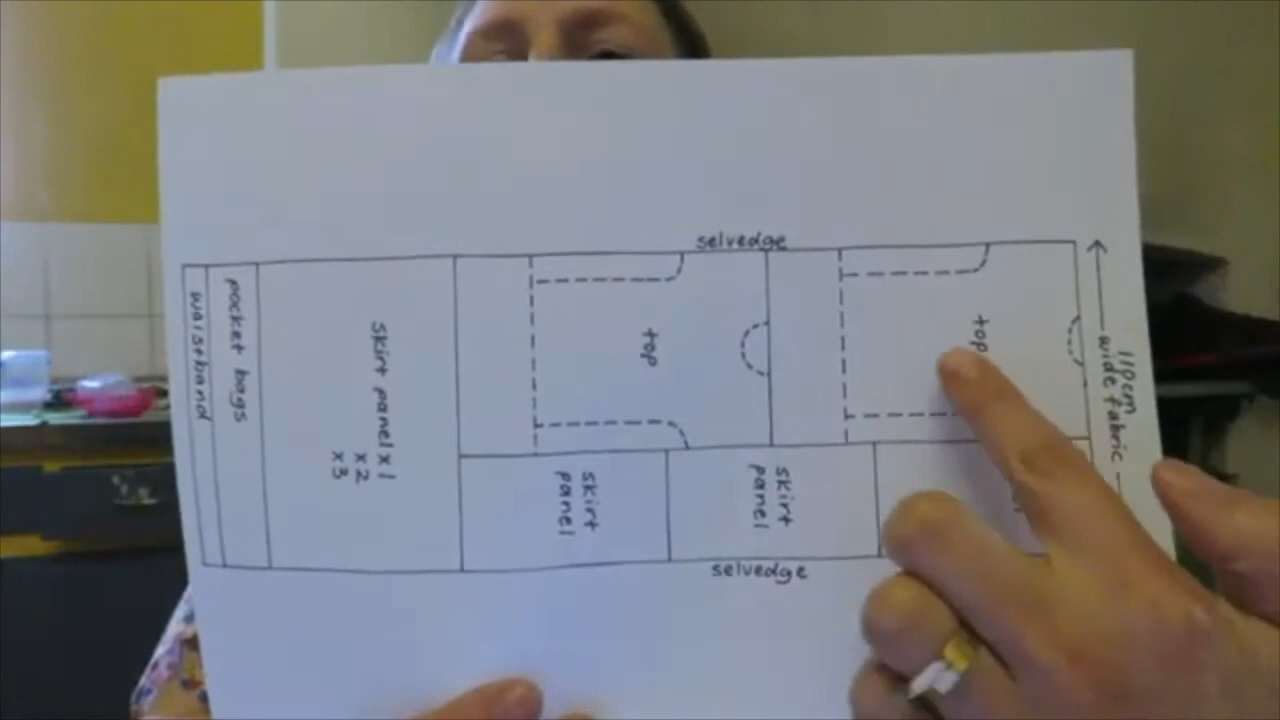 selvedge
110cm
wide fabric
top
top
skirt panel x 1
x 2
x 3
pocket bags
waistband
skirt
panel
skirt
panel
selvedge